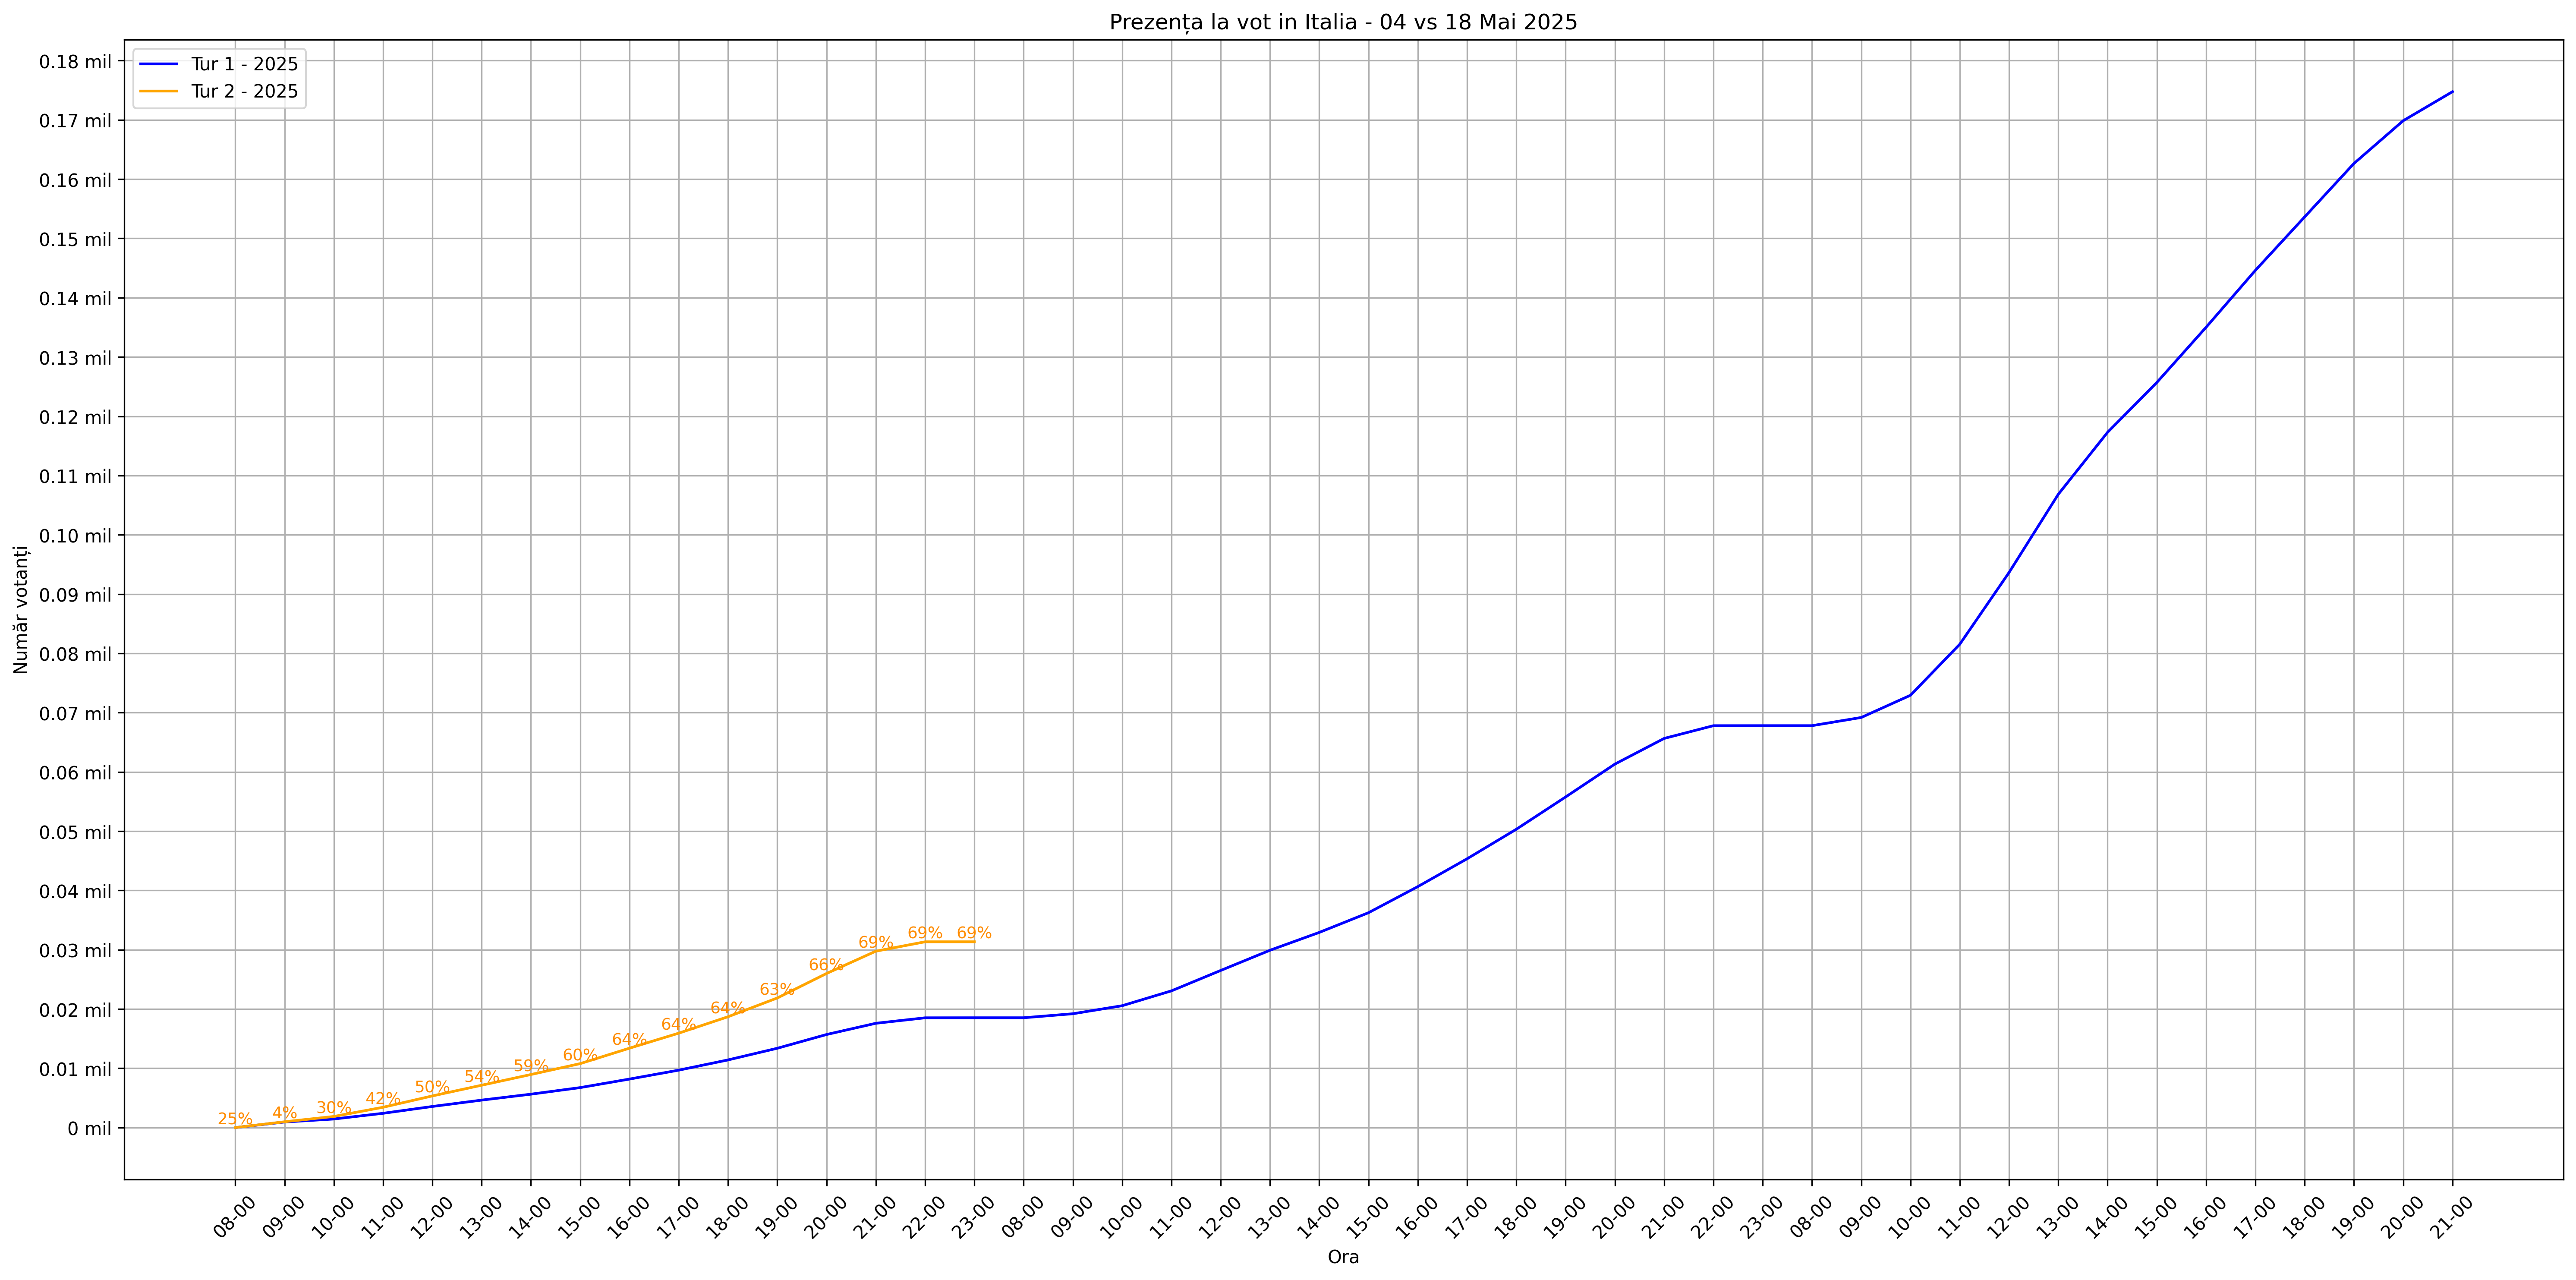 Prezența la vot in Italia - 04 vs 18 Mai 2025
Tur 1 - 2025
Tur 2 - 2025
Număr votanți
0.18 mil
0.17 mil
0.16 mil
0.15 mil
0.14 mil
0.13 mil
0.12 mil
0.11 mil
0.10 mil
0.09 mil
0.08 mil
0.07 mil
0.06 mil
0.05 mil
0.04 mil
0.03 mil
0.02 mil
0.01 mil
0 mil
25% 4% 30% 42% 50% 54% 59% 60% 64% 64% 64% 63% 66% 69% 69% 69%
08-00 09-00 10-00 11-00 12-00 13-00 14-00 15-00 16-00 17-00 18-00 19-00 20-00 21-00 22-00 23-00 08-00 09-00 10-00 11-00 12-00 13-00 14-00 15-00 16-00 17-00 18-00 19-00 20-00 21-00 22-00 23-00 08-00 09-00 10-00 11-00 12-00 13-00 14-00 15-00 16-00 17-00 18-00 19-00 20-00 21-00
Ora